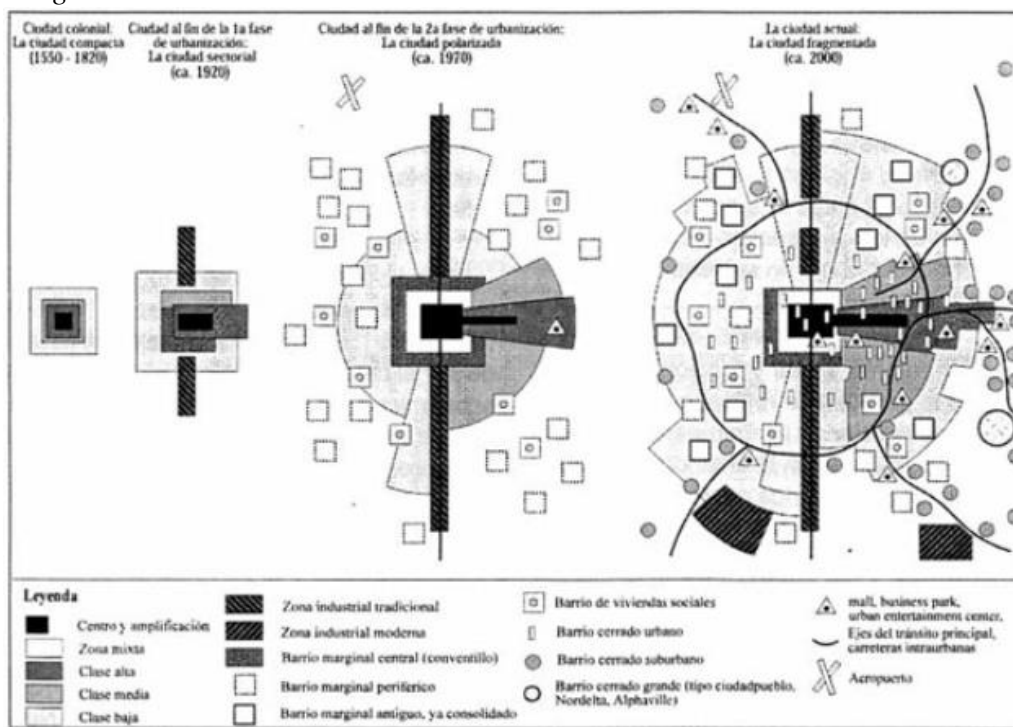 Ciudad colonial:
La ciudad compacta
(1550 - 1820)
Ciudad al fin de la 1a fase
de urbanización:
La ciudad sectorial
(ca. 1920)
Ciudad al fin de la 2a fase de urbanización:
La ciudad polarizada
(ca. 1970)
La ciudad actual:
La ciudad fragmentada
(ca. 2000)
Leyenda
Centro y amplificación
Zona mixta
Clase alta
Clase media
Clase baja
Zona industrial tradicional
Zona industrial moderna
Barrio marginal central (conventillo)
Barrio marginal periférico
Barrio marginal antiguo, ya consolidado
Barrio de viviendas sociales
Barrio cerrado urbano
Barrio cerrado suburbano
Barrio cerrado grande (tipo ciudadpueblo,
Nordelta, Alphaville)
mall, business park,
urban entertainment center,
Ejes del tránsito principal,
carreteras intraurbanas
Aeropuerto